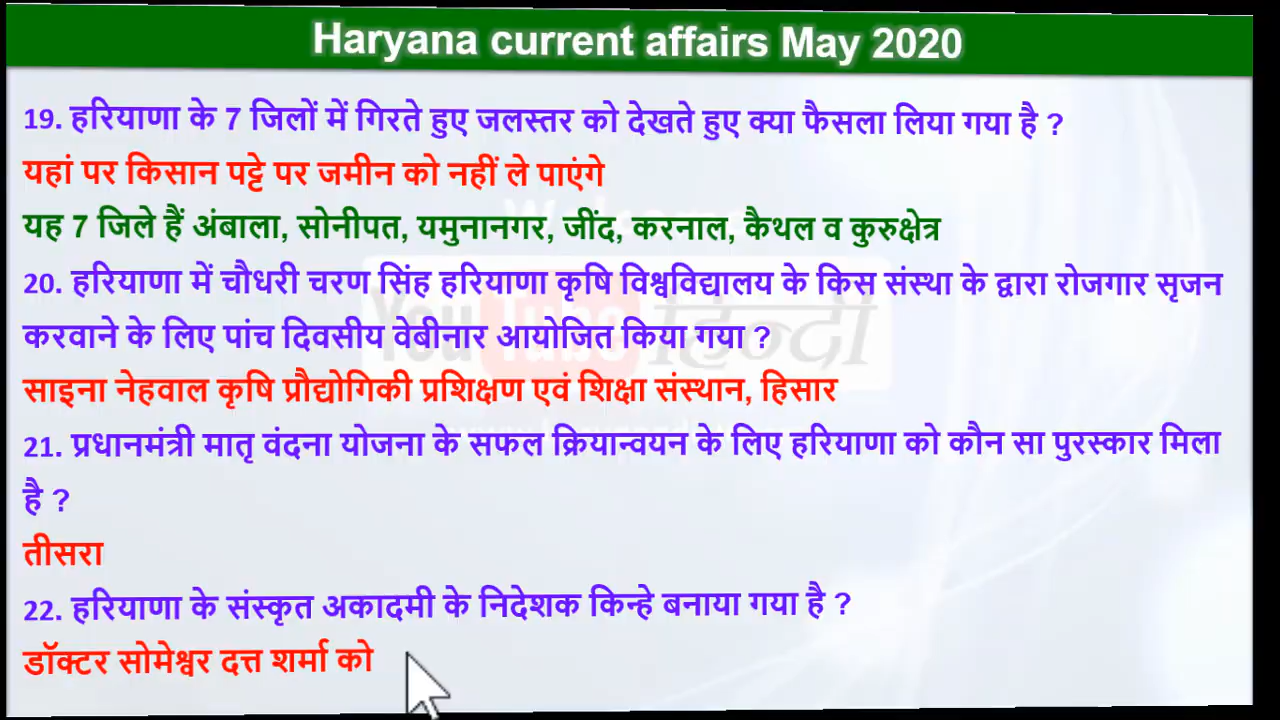 Haryana current affairs May 2020
19. हरियाणा के 7 जिलों में गिरते हुए जलस्तर को देखते हुए क्या फैसला लिया गया है ?
यहां पर किसान पट्टे पर जमीन को नहीं ले पाएंगे
यह 7 जिले हैं अंबाला, सोनीपत, यमुनानगर, जींद, करनाल, कैथल व कुरुक्षेत्र
20. हरियाणा में चौधरी चरण सिंह हरियाणा कृषि विश्वविद्यालय के किस संस्था के द्वारा रोजगार सृजन
करवाने के लिए पांच दिवसीय वेबीनार आयोजित किया गया ?
साइना नेहवाल कृषि प्रौद्योगिकी प्रशिक्षण एवं शिक्षा संस्थान, हिसार
21. प्रधानमंत्री मातृ वंदना योजना के सफल क्रियान्वयन के लिए हरियाणा को कौन सा पुरस्कार मिला
है ?
तीसरा
22. हरियाणा के संस्कृत अकादमी के निदेशक किन्हे बनाया गया है ?
डॉक्टर सोमेश्वर दत्त शर्मा को
YouTube हिन्दी